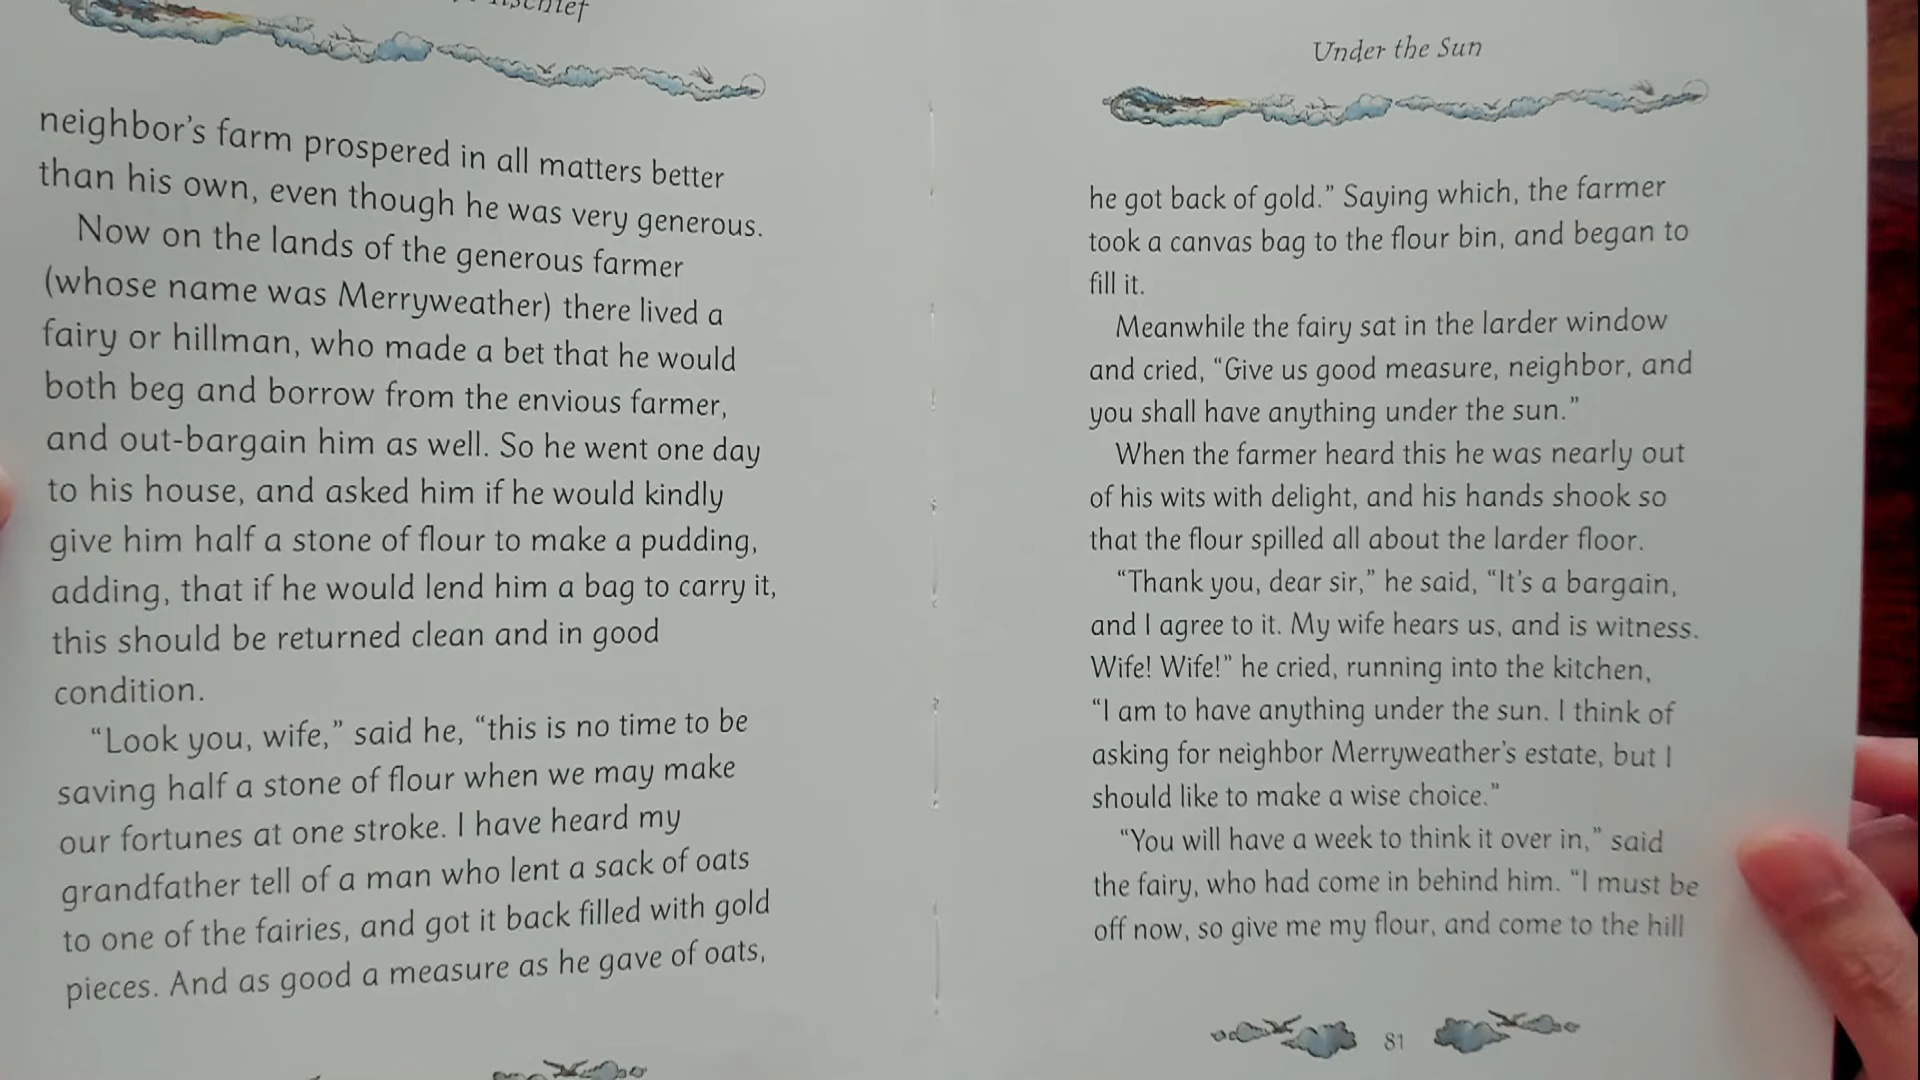 neighbor's farm prospered in all matters better
than his own, even though he was very generous.
Now on the lands of the generous farmer
(whose name was Merryweather) there lived a
fairy or hillman, who made a bet that he would
both beg and borrow from the envious farmer,
and out-bargain him as well. So he went one day
to his house, and asked him if he would kindly
give him half a stone of flour to make a pudding,
adding, that if he would lend him a bag to carry it,
this should be returned clean and in good
condition.
“Look you, wife,” said he, “this is no time to be
saving half a stone of flour when we may make
our fortunes at one stroke. I have heard my
grandfather tell of a man who lent a sack of oats
to one of the fairies, and got it back filled with gold
pieces. And as good a measure as he gave of oats,
Under the Sun
he got back of gold.” Saying which, the farmer
took a canvas bag to the flour bin, and began to
fill it.
Meanwhile the fairy sat in the larder window
and cried, “Give us good measure, neighbor, and
you shall have anything under the sun.”
When the farmer heard this he was nearly out
of his wits with delight, and his hands shook so
that the flour spilled all about the larder floor.
“Thank you, dear sir,” he said, “It's a bargain,
and I agree to it. My wife hears us, and is witness.
Wife! Wife!” he cried, running into the kitchen,
“I am to have anything under the sun. I think of
asking for neighbor Merryweather's estate, but I
should like to make a wise choice.”
“You will have a week to think it over in,” said
the fairy, who had come in behind him. “I must be
off now, so give me my flour, and come to the hill
81